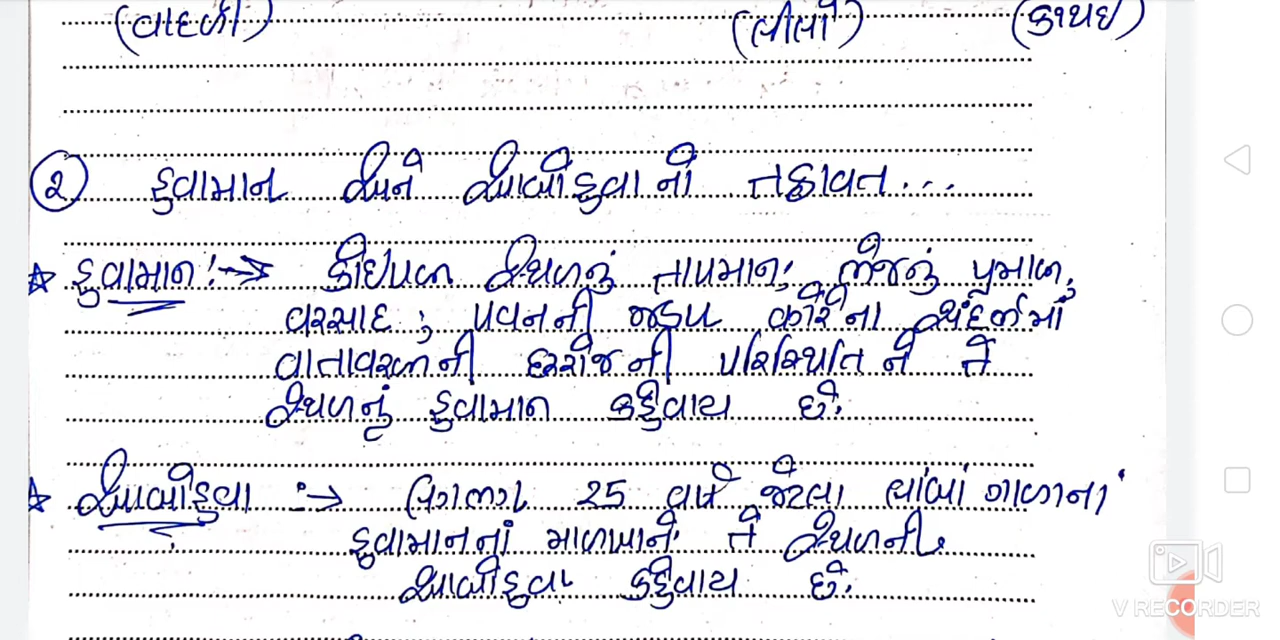 (વાદળી) (લીલો) (કથ્થઇ)
૨ હવામાન અને આબોહવાનો તફાવત...
☆ હવામાન :→ કોઈપણ સ્થળનું તાપમાન, ભેજનું પ્રમાણ,
વરસાદ, પવનની ઝડપ વગેરેના સંદર્ભમાં
વાતાવરણની દરરોજની પરિસ્થિતિને તે
સ્થળનું હવામાન કહેવાય છે.
☆ આબોહવા :→ લગભગ 25 વર્ષ જેટલા લાંબા ગાળાનાં
હવામાનનાં માળખાને તે સ્થળની
આબોહવા કહેવાય છે.
V RECORDER